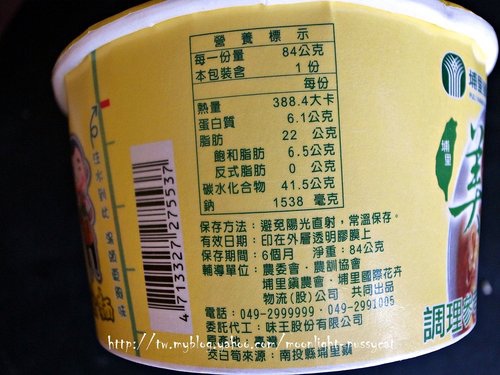 營養標示
每一份量 84公克
本包裝含 1 份
每份
熱量 388.4大卡
蛋白質 6.1公克
脂肪 22 公克
飽和脂肪 6.5公克
反式脂肪 0 公克
碳水化合物 41.5公克
鈉 1538 毫克
保存方法：避免陽光直射，常溫保存。
有效日期：印在外層透明膠膜上
保存期間：6個月 淨重：84公克
輔導單位：農委會．農訓協會
埔里鎮農會．埔里國際花卉
物流(股)公司 共同出品
電話：049-2999999．049-2991005
委託代工：味王股份有限公司
原產地：臺灣
茭白筍來源：南投縣埔里鎮
4713327275537
埔里
埔里
調理
http://tw.myblog.yahoo.com/moonlight-pussycat